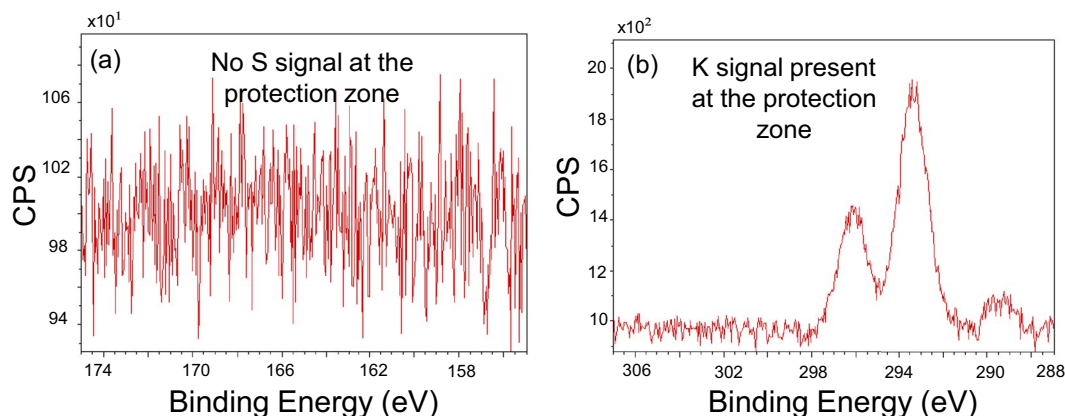 x10¹
(a)
No S signal at the
protection zone
106
102
98
94
CPS
174 170 166 162 158
Binding Energy (eV)
x10²
(b)
K signal present
at the protection
zone
20
18
16
14
12
10
CPS
306 302 298 294 290 288
Binding Energy (eV)